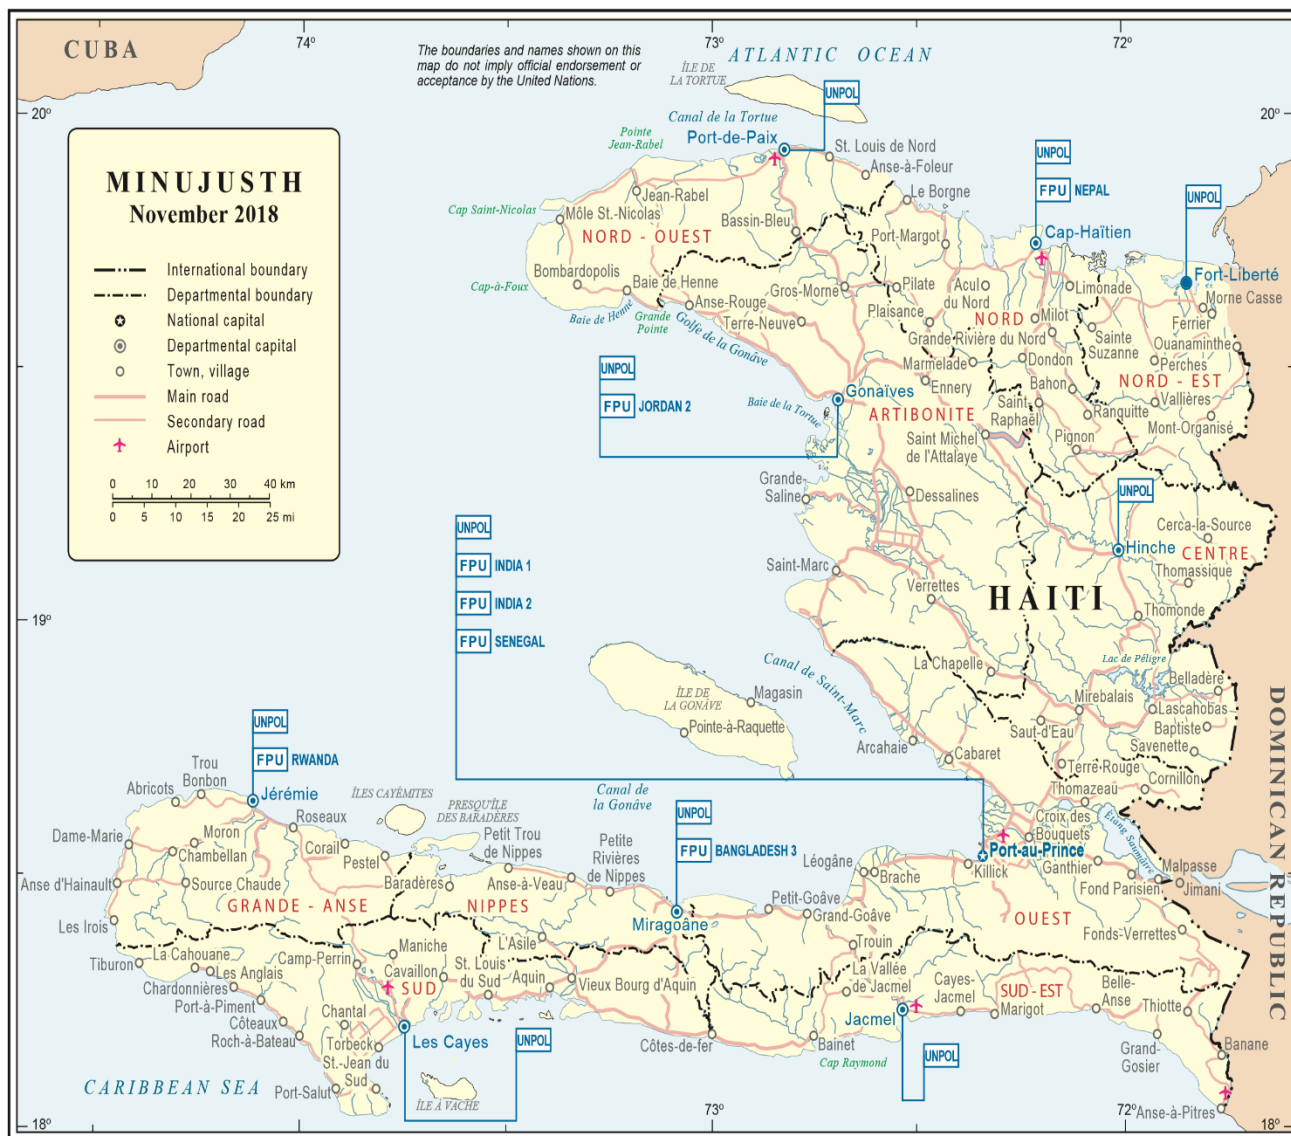 CUBA
74°
73°
72°
The boundaries and names shown on this
map do not imply official endorsement or
acceptance by the United Nations.
ATLANTIC OCEAN
ÎLE DE
LA TORTUE
20°
20°
MINUJUSTH
November 2018
International boundary
Departmental boundary
National capital
Departmental capital
Town, village
Main road
Secondary road
Airport
0 10 20 30 40 km
0 5 10 15 20 25 mi
UNPOL
Canal de la Tortue
Port-de-Paix
Pointe
Jean-Rabel
St. Louis de Nord
Anse-à-Foleur
Le Borgne
UNPOL
FPU NEPAL
UNPOL
Jean-Rabel
Cap Saint-Nicolas
Môle St.-Nicolas
NORD - OUEST
Bassin-Bleu
Port-Margot
Cap-Haïtien
Fort-Liberté
Bombardopolis
Cap-à-Foux
Baie de Henne
Baie de Henne
Grande
Pointe
Anse-Rouge
Terre-Neuve
Golfe de la Gonâve
Gros-Morne
Pilate
Plaisance
Acul
du Nord
NORD
Limonade
Milot
Grande Rivière du Nord
Morne Casse
Ferrier
Ouanaminthe
Sainte
Suzanne
Perches
NORD - EST
Vallières
Mont-Organisé
Marmelade
Dondon
Bahon
Ennery
Saint-
Raphaël
Ranquitte
Pignon
UNPOL
FPU JORDAN 2
Baie de la Tortue
Gonaïves
ARTIBONITE
Saint Michel
de l'Attalaye
Grande-
Saline
Dessalines
UNPOL
Hinche
Cerca-la-Source
CENTRE
Thomassique
Thomonde
UNPOL
FPU INDIA 1
FPU INDIA 2
FPU SENEGAL
Saint-Marc
Verrettes
HAITI
19°
Canal de Saint-Marc
La Chapelle
Lac de Péligre
Belladère
Mirebalais
Lascahobas
Saut-d'Eau
Baptiste
Savenette
ÎLE DE
LA GONÂVE
Magasin
Pointe-à-Raquette
Arcahaie
Cabaret
Terre-Rouge
Cornillon
Thomazeau
DOMINICAN REPUBLIC
UNPOL
FPU RWANDA
Trou
Bonbon
Abricots
Jérémie
ÎLES CAYÉMITES
PRESQU'ÎLE
DES BARADÈRES
Canal de
la Gonâve
Croix des
Bouquets
Étang Saumâtre
Port-au-Prince
Dame-Marie
Moron
Chambellan
Roseaux
Corail
Pestel
Petit Trou
de Nippes
Petite
Rivières
de Nippes
UNPOL
FPU BANGLADESH 3
Léogâne
Brache
Killick
Gânthier
Fond Parisien
Malpasse
Jimani
Anse d'Hainault
Source Chaude
GRANDE - ANSE
Baradères
Anse-à-Veau
NIPPES
Miragoâne
Petit-Goâve
Grand-Goâve
OUEST
Fonds-Verrettes
Les Irois
L'Asile
Trouin
Tiburon
La Cahouane
Les Anglais
Chardonnières
Port-à-Piment
Côteaux
Roch-à-Bateau
Camp-Perrin
Maniche
Cavaillon
SUD
St. Louis
du Sud
Aquin
Vieux Bourg d'Aquin
La Vallée
de Jacmel
Cayes-
Jacmel
SUD-EST
Marigot
Belle-
Anse
Thiotte
Chantal
Torbeck
St.-Jean du
Sud
Port-Salut
Les Cayes
UNPOL
Côtes-de-fer
Bainet
Cap Raymond
Jacmel
UNPOL
Grand-
Gosier
Banane
Anse-à-Pitres
CARIBBEAN SEA
ÎLE À VACHE
18°
73°
72°
18°